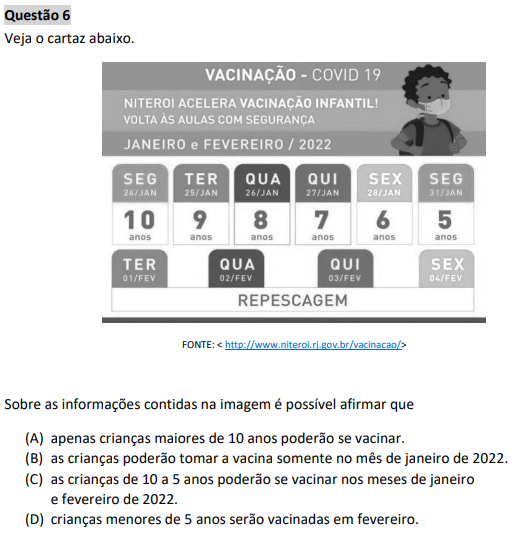 Questão 6
Veja o cartaz abaixo.
VACINAÇÃO - COVID 19
NITEROI ACELERA VACINAÇÃO INFANTIL!
VOLTA ÀS AULAS COM SEGURANÇA
JANEIRO e FEVEREIRO / 2022
SEG TER QUA QUI SEX SEG
24/JAN 25/JAN 26/JAN 27/JAN 28/JAN 31/JAN
10 9 8 7 6 5
anos anos anos anos anos anos
TER QUA QUI SEX
01/FEV 02/FEV 03/FEV 04/FEV
REPESCAGEM
FONTE: < http://www.niteroi.rj.gov.br/vacinacao/>
Sobre as informações contidas na imagem é possível afirmar que
(A) apenas crianças maiores de 10 anos poderão se vacinar.
(B) as crianças poderão tomar a vacina somente no mês de janeiro de 2022.
(C) as crianças de 10 a 5 anos poderão se vacinar nos meses de janeiro
e fevereiro de 2022.
(D) crianças menores de 5 anos serão vacinadas em fevereiro.